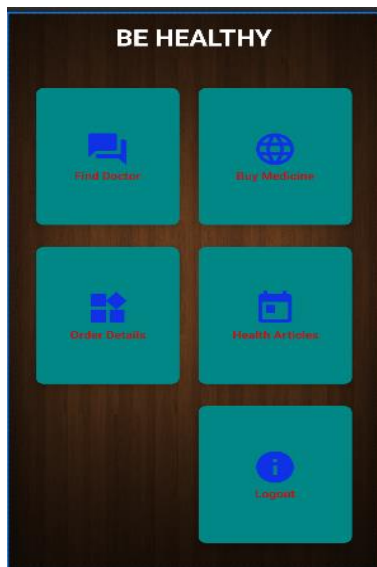 BE HEALTHY
Find Doctor
Buy Medicine
Order Details
Health Articles
Logout